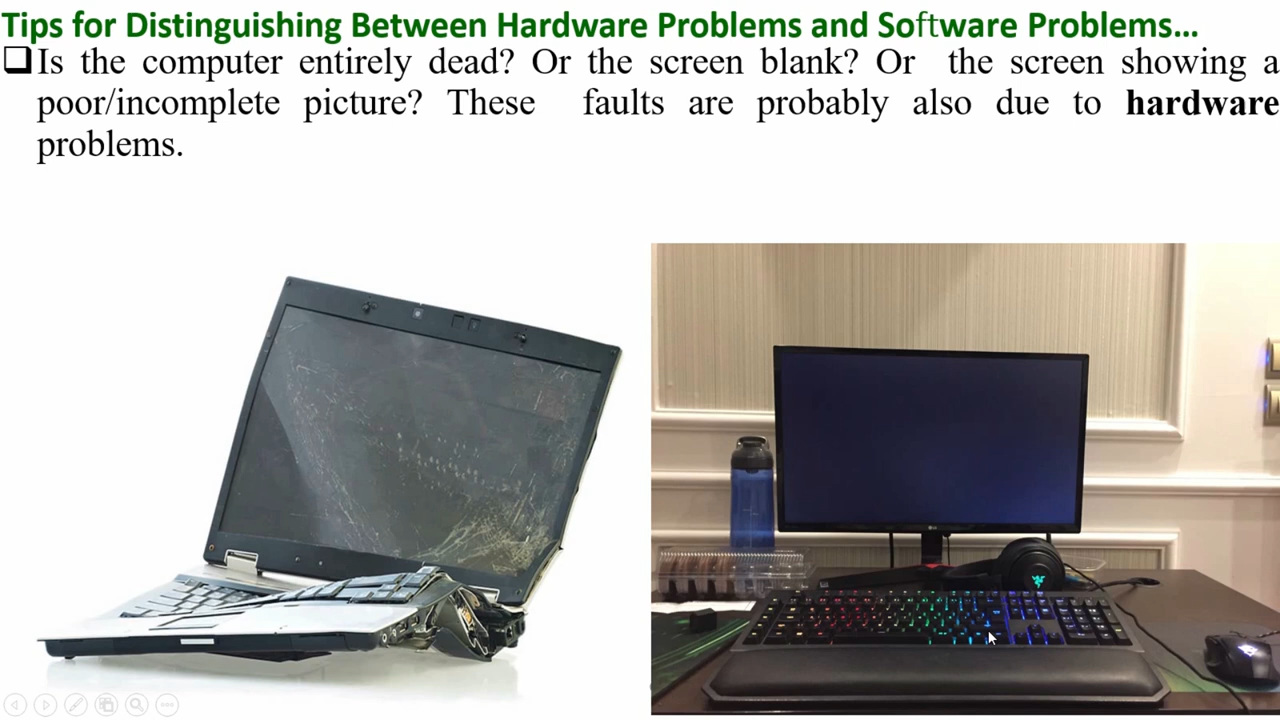 Tips for Distinguishing Between Hardware Problems and Software Problems...
❑Is the computer entirely dead? Or the screen blank? Or the screen showing a
poor/incomplete picture? These faults are probably also due to hardware
problems.
LG